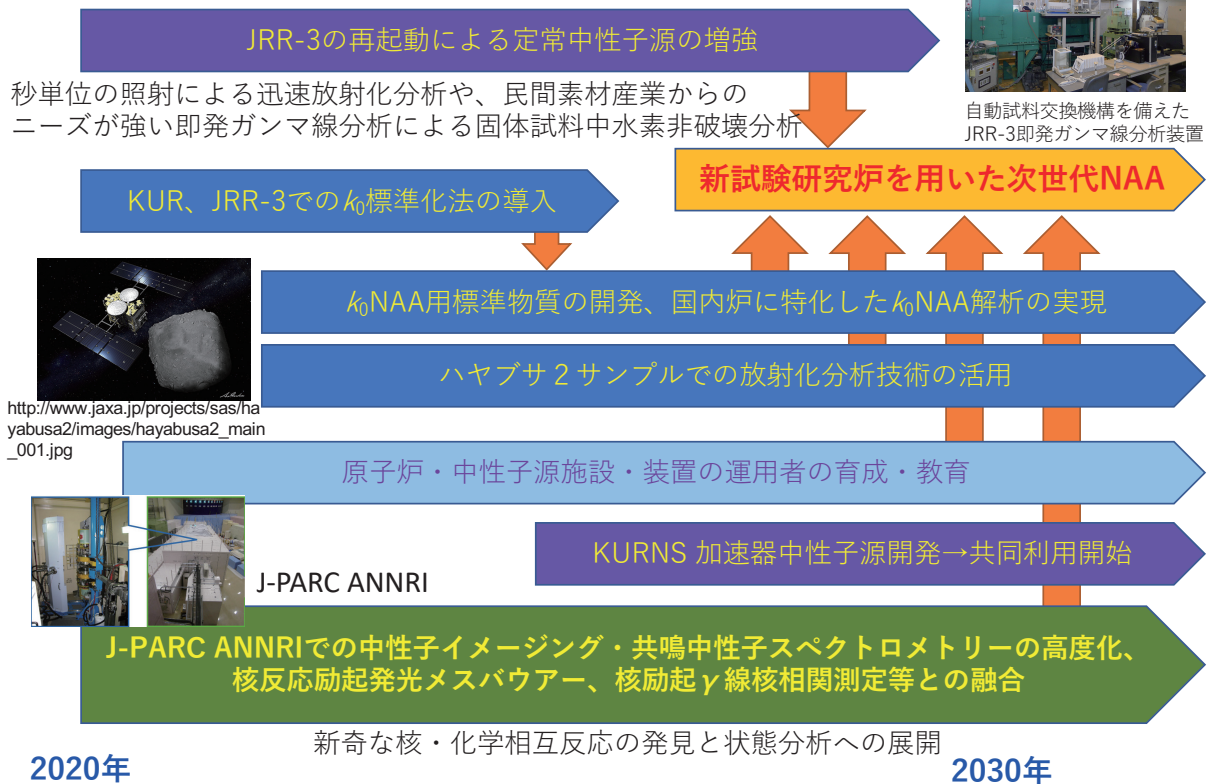 JRR-3の再起動による定常中性子源の増強
秒単位の照射による迅速放射化分析や、民間素材産業からの
ニーズが強い即発ガンマ線分析による固体試料中水素非破壊分析
自動試料交換機構を備えた
JRR-3即発ガンマ線分析装置
新試験研究炉を用いた次世代NAA
KUR、JRR-3でのk₀標準化法の導入
k₀NAA用標準物質の開発、国内炉に特化したk₀NAA解析の実現
ハヤブサ２サンプルでの放射化分析技術の活用
http://www.jaxa.jp/projects/sas/ha
yabusa2/images/hayabusa2_main
_001.jpg
原子炉・中性子源施設・装置の運用者の育成・教育
KURNS 加速器中性子源開発→共同利用開始
J-PARC ANNRI
J-PARC ANNRIでの中性子イメージング・共鳴中性子スペクトロメトリーの高度化、
核反応励起発光メスバウアー、核励起γ線核相関測定等との融合
新奇な核・化学相互反応の発見と状態分析への展開
2020年
2030年